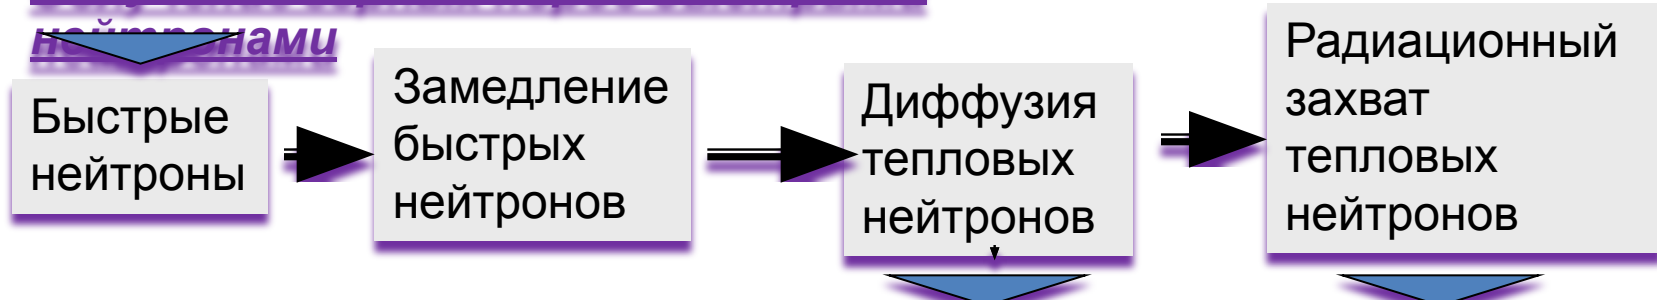 нейтронами
Быстрые
нейтроны
Замедление
быстрых
нейтронов
Диффузия
тепловых
нейтронов
Радиационный
захват
тепловых
нейтронов